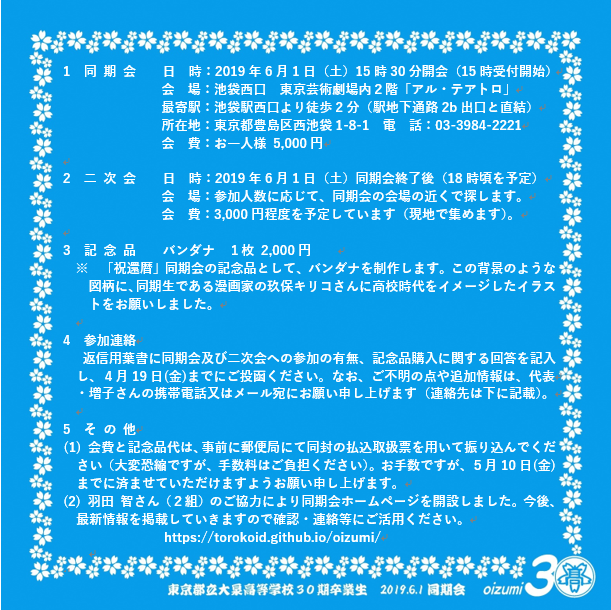 1 同 期 会 日 時：2019年6月1日（土）15時30分開会（15時受付開始）
会 場：池袋西口 東京芸術劇場内2階「アル・テアトロ」
最寄駅：池袋駅西口より徒歩2分（駅地下通路2b出口と直結）
所在地：東京都豊島区西池袋1-8-1 電 話：03-3984-2221
会 費：お一人様 5,000円
2 二 次 会 日 時：2019年6月1日（土）同期会終了後（18時頃を予定）
会 場：参加人数に応じて、同期会の会場の近くで探します。
会 費：3,000円程度を予定しています（現地で集めます）。
3 記 念 品 バンダナ 1枚 2,000円
※ 「祝還暦」同期会の記念品として、バンダナを制作します。この背景のような
図柄に、同期生である漫画家の玖保キリコさんに高校時代をイメージしたイラス
トをお願いしました。
4 参加連絡
返信用葉書に同期会及び二次会への参加の有無、記念品購入に関する回答を記入
し、4月19日(金)までにご投函ください。なお、ご不明の点や追加情報は、代表
・増子さんの携帯電話又はメール宛にお願い申し上げます（連絡先は下に記載）。
5 そ の 他
(1) 会費と記念品代は、事前に郵便局にて同封の払込取扱票を用いて振り込んでくだ
さい（大変恐縮ですが、手数料はご負担ください）。お手数ですが、5月10日(金)
までに済ませていただけますようお願い申し上げます。
(2) 羽田 智さん（2組）のご協力により同期会ホームページを開設しました。今後、
最新情報を掲載していきますので確認・連絡等にご活用ください。
https://torokoid.github.io/oizumi/
東京都立大泉高等学校30期卒業生 2019.6.1 同期会 oizumi 30 高